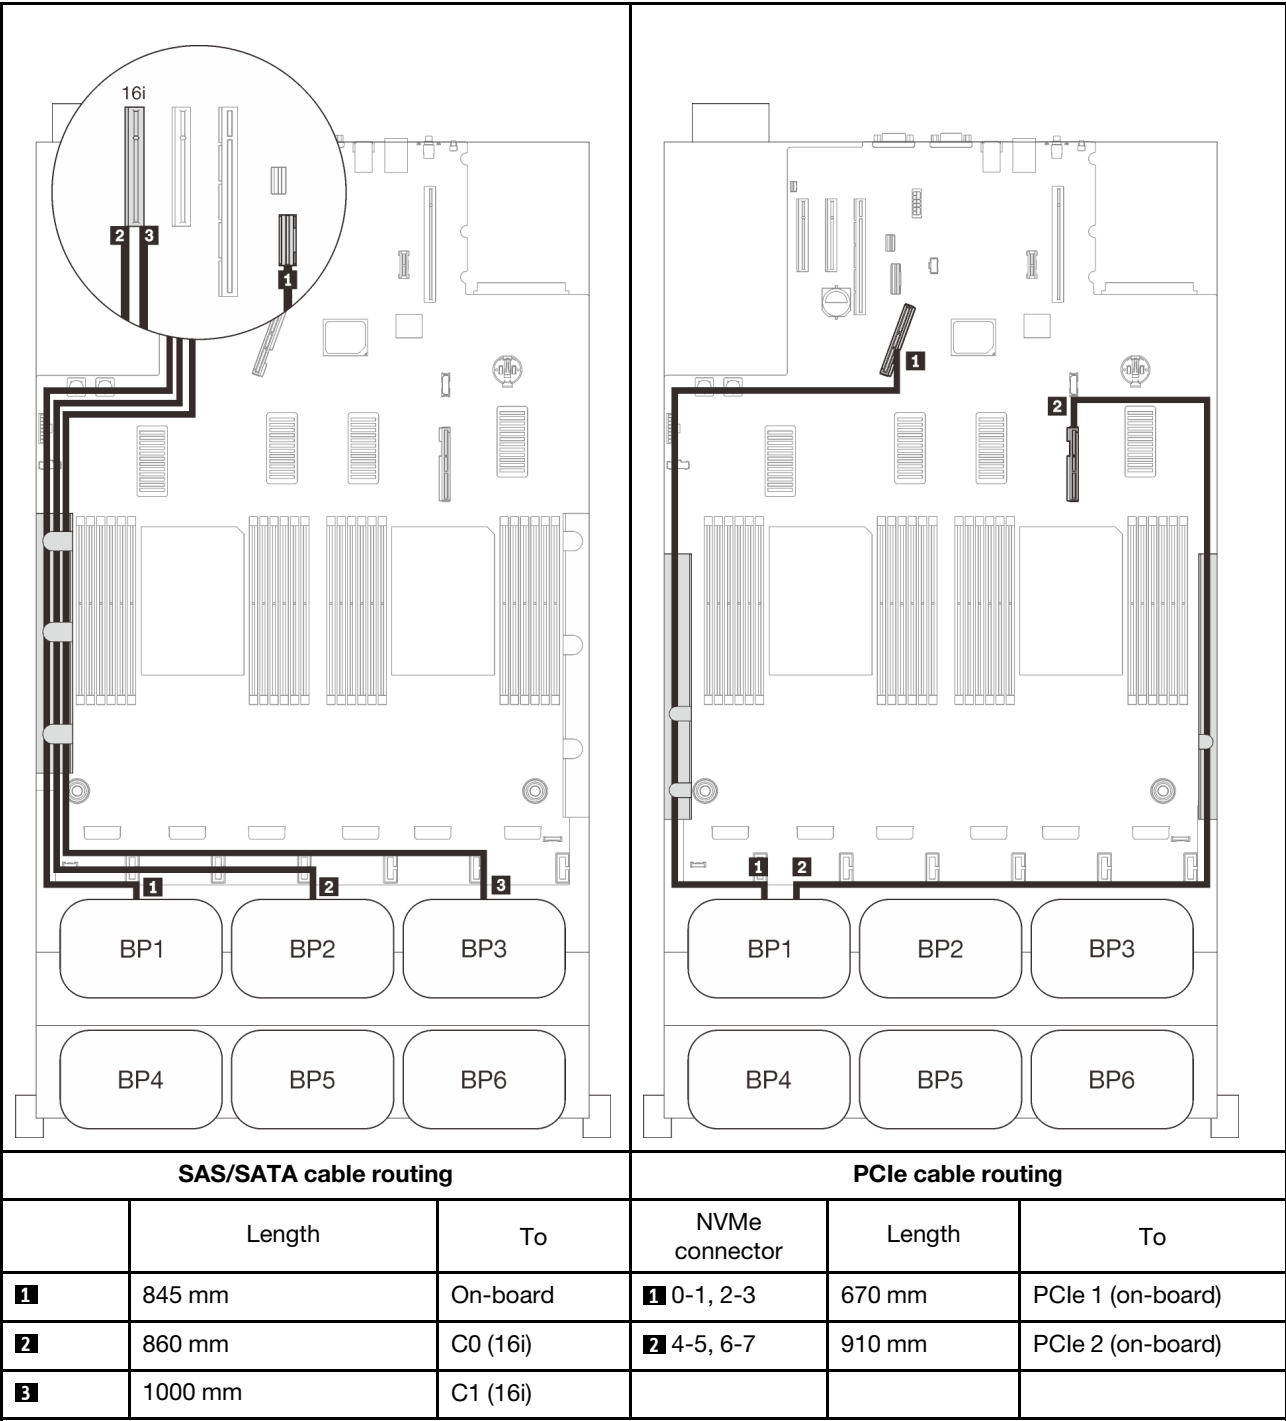 16i
2 3
1
1 2 3
BP1 BP2 BP3
BP4 BP5 BP6
1
2
1 2
BP1 BP2 BP3
BP4 BP5 BP6
SAS/SATA cable routing
PCIe cable routing
Length To NVMe connector Length To
1 845 mm On-board 1 0-1, 2-3 670 mm PCIe 1 (on-board)
2 860 mm C0 (16i) 2 4-5, 6-7 910 mm PCIe 2 (on-board)
3 1000 mm C1 (16i)